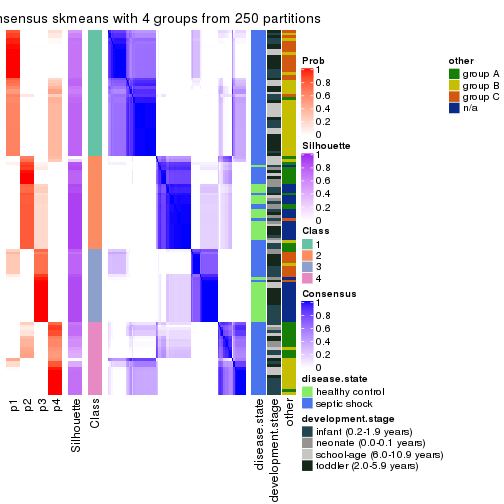 nsensus skmeans with 4 groups from 250 partitions
Prob
1
0.8
0.6
0.4
0.2
0
Silhouette
1
0.8
0.6
0.4
0.2
0
Class
1
2
3
4
Consensus
1
0.8
0.6
0.4
0.2
0
disease.state
healthy control
septic shock
development.stage
infant (0.2-1.9 years)
neonate (0.0-0.1 years)
school-age (6.0-10.9 years)
toddler (2.0-5.9 years)
other
group A
group B
group C
n/a
p1
p2
p3
p4
Silhouette
Class
disease.state
development.stage
other